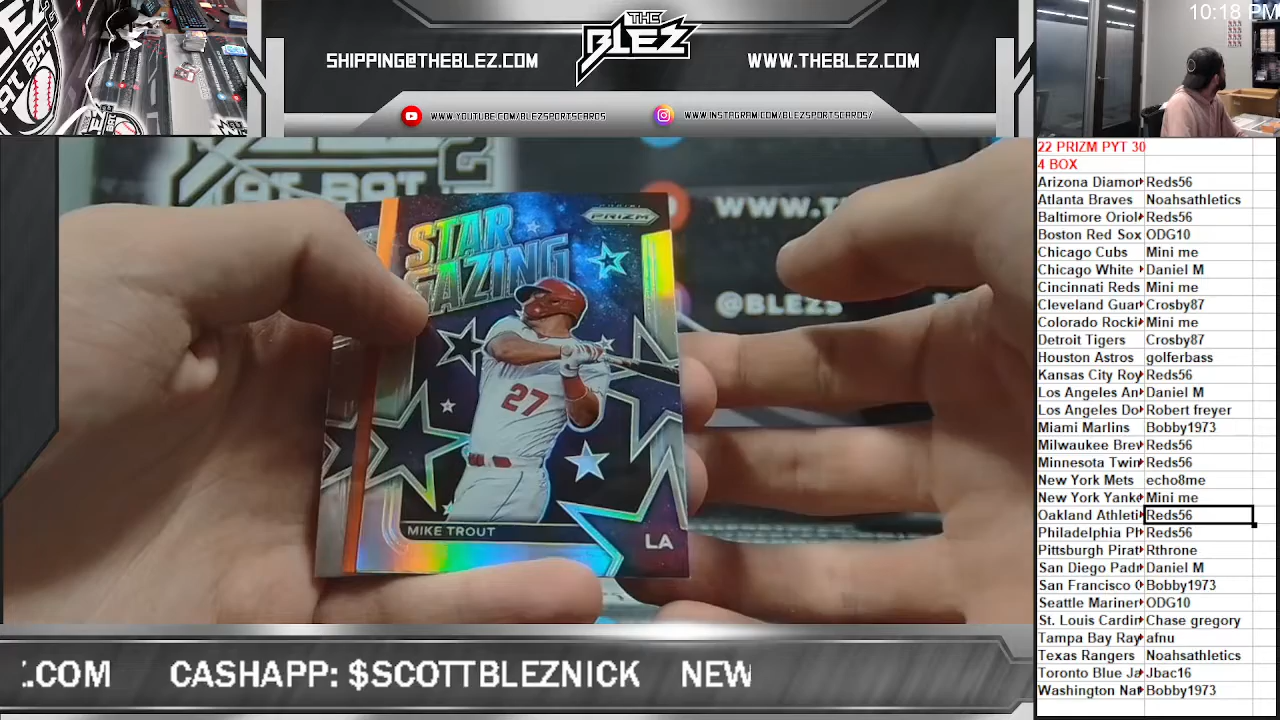 10:18 PM
THE
BLEZ
SHIPPING@THEBLEZ.COM
WWW.THEBLEZ.COM
WWW.YOUTUBE.COM/BLEZSPORTSCARDS
WWW.INSTAGRAM.COM/BLEZSPORTSCARDS/
AT BAT
AT BAT
WWW.T
@BLEZS
STAR
GAZING
PRIZM
27
MIKE TROUT
LA
22 PRIZM PYT 30
4 BOX
Arizona Diamor Reds56
Atlanta Braves Noahsathletics
Baltimore Oriol Reds56
Boston Red Sox ODG10
Chicago Cubs Mini me
Chicago White Daniel M
Cincinnati Reds Mini me
Cleveland Guar Crosby87
Colorado Rocki Mini me
Detroit Tigers Crosby87
Houston Astros golferbass
Kansas City Roy Reds56
Los Angeles An Daniel M
Los Angeles Do Robert freyer
Miami Marlins Bobby1973
Milwaukee Brev Reds56
Minnesota Twin Reds56
New York Mets echo8me
New York Yanke Mini me
Oakland Athleti Reds56
Philadelphia Pl Reds56
Pittsburgh Pirat Rthrone
San Diego Padr Daniel M
San Francisco G Bobby1973
Seattle Mariner ODG10
St. Louis Cardin Chase gregory
Tampa Bay Ray afnu
Texas Rangers Noahsathletics
Toronto Blue Ja Jbac16
Washington Nat Bobby1973
.COM CASHAPP: $SCOTTBLEZNICK NEW